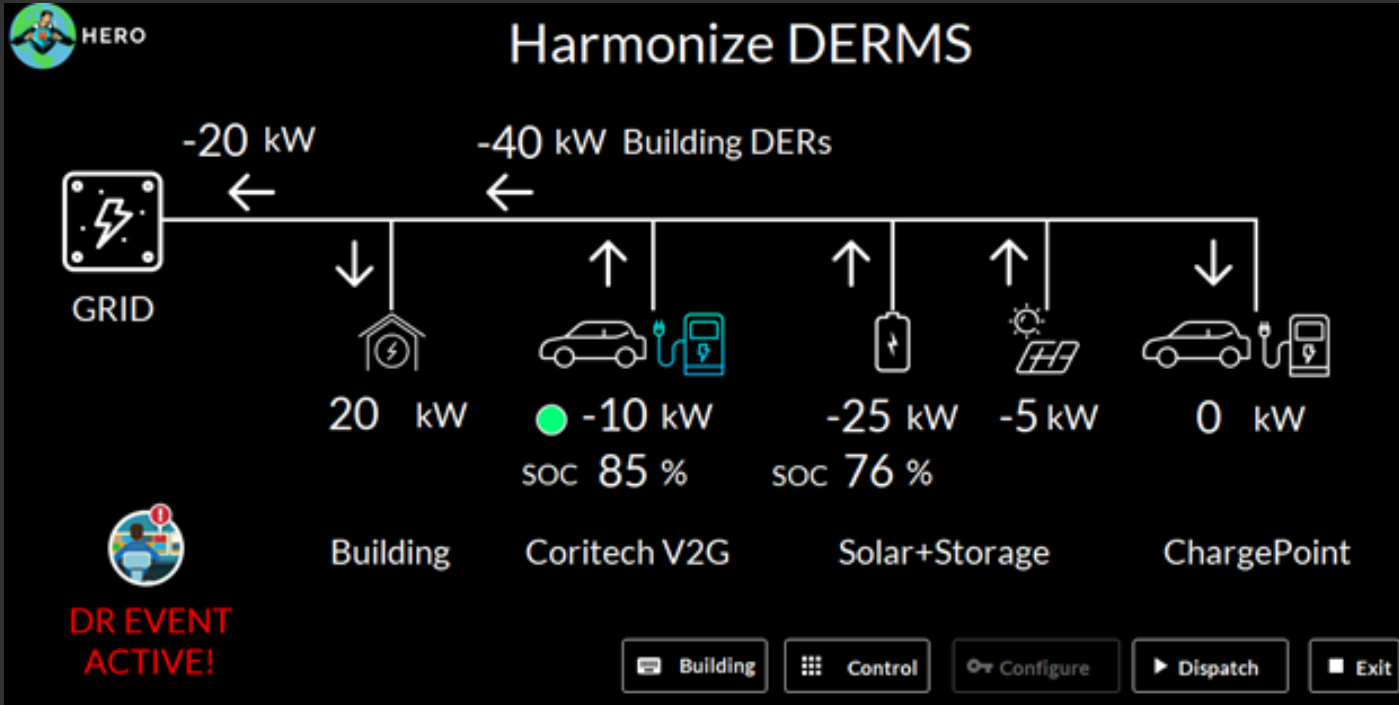 HERO
Harmonize DERMS
-20 kW
-40 kW Building DERs
GRID
20 kW
-10 kW
-25 kW
-5 kW
0 kW
SOC 85 %
SOC 76 %
Building
Coritech V2G
Solar+Storage
ChargePoint
DR EVENT
ACTIVE!
Building
Control
Configure
Dispatch
Exit